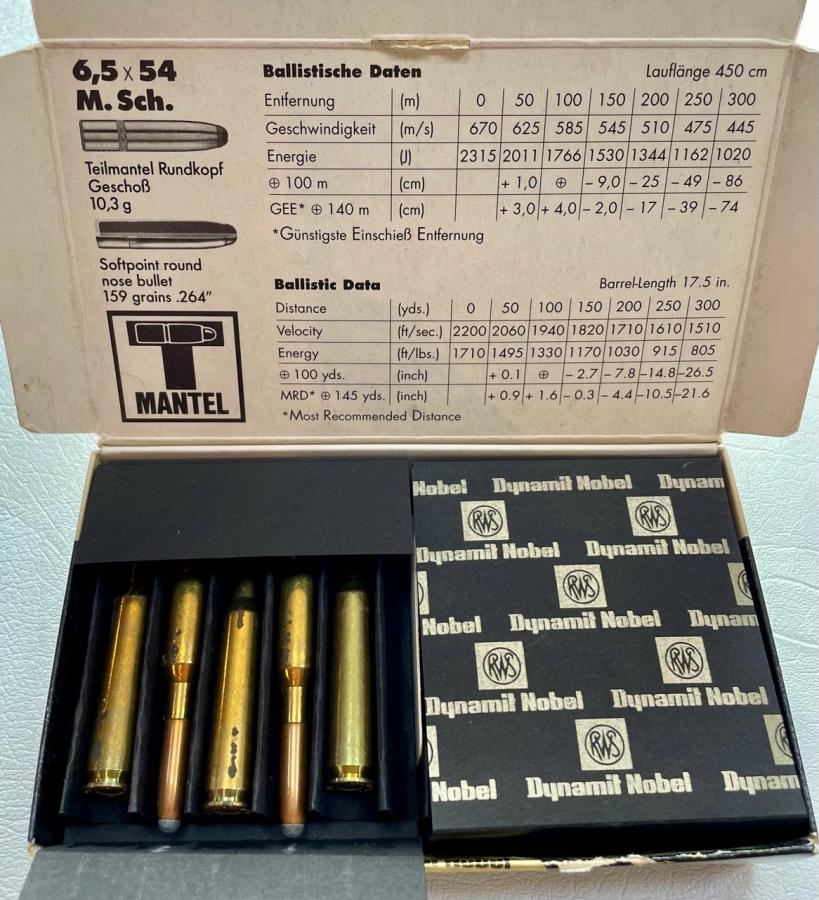 6,5 x 54
M. Sch.
Teilmantel Rundkopf
Geschoß
10,3 g
Softpoint round
nose bullet
159 grains .264"
T
MANTEL
Ballistische Daten Lauflänge 450 cm
Entfernung (m) 0 50 100 150 200 250 300
Geschwindigkeit (m/s) 670 625 585 545 510 475 445
Energie (J) 2315 2011 1766 1530 1344 1162 1020
⊕ 100 m (cm) + 1,0 ⊕ – 9,0 – 25 – 49 – 86
GEE* ⊕ 140 m (cm) + 3,0 + 4,0 – 2,0 – 17 – 39 – 74
*Günstigste Einschieß Entfernung
Ballistic Data Barrel-Length 17.5 in.
Distance (yds.) 0 50 100 150 200 250 300
Velocity (ft/sec.) 2200 2060 1940 1820 1710 1610 1510
Energy (ft/lbs.) 1710 1495 1330 1170 1030 915 805
⊕ 100 yds. (inch) + 0.1 ⊕ – 2.7 – 7.8 –14.8 –26.5
MRD* ⊕ 145 yds. (inch) + 0.9 + 1.6 – 0.3 – 4.4 –10.5 –21.6
*Most Recommended Distance
Nobel Dynamit Nobel Dynam
RWS RWS
Dynamit Nobel Dynamit Nobel
RWS
Nobel Dynamit Nobel Dynam
RWS RWS
Dynamit Nobel Dynamit Nobel
RWS
Nobel Dynamit Nobel Dynam